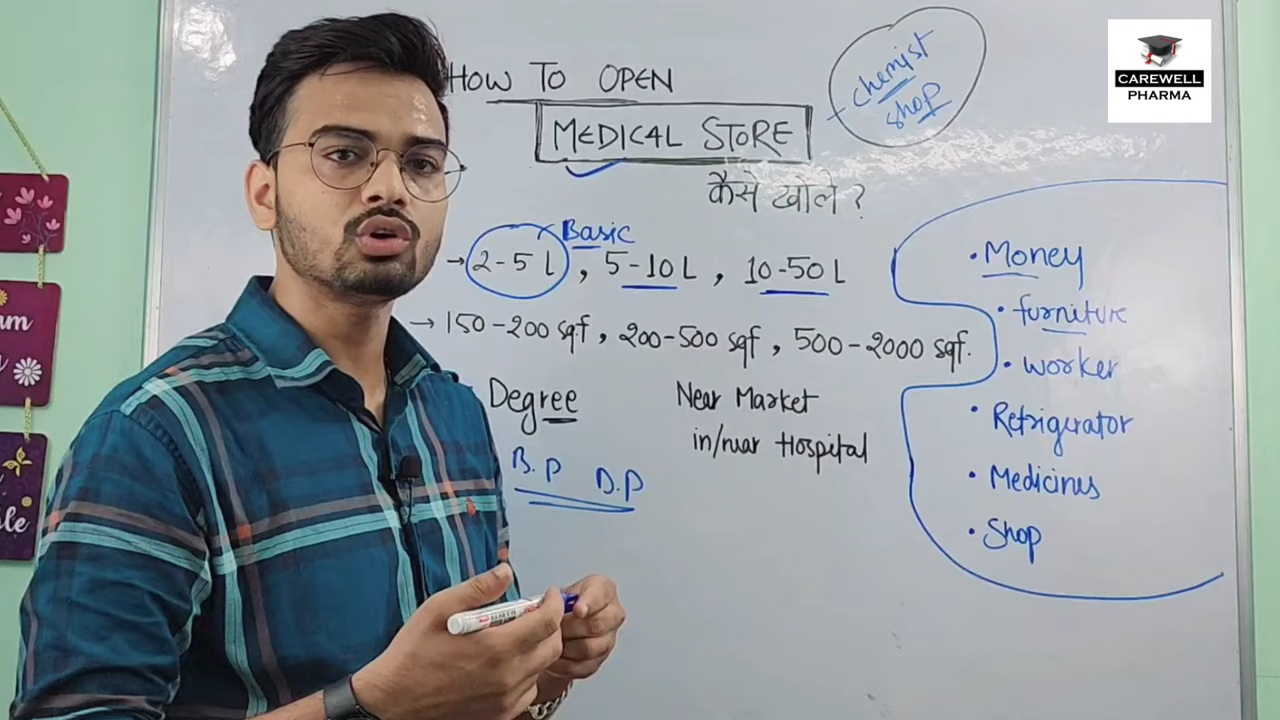 HOW TO OPEN
chemist
shop
CAREWELL
PHARMA
MEDICAL STORE
कैसे खोले ?
Basic
→ 2-5 L , 5-10 L , 10-50 L
→ 150-200 sqf , 200-500 sqf , 500-2000 sqf.
Degree
B.P D.P
Near Market
in/near Hospital
• Money
• furniture
• worker
• Refrigerator
• Medicines
• Shop